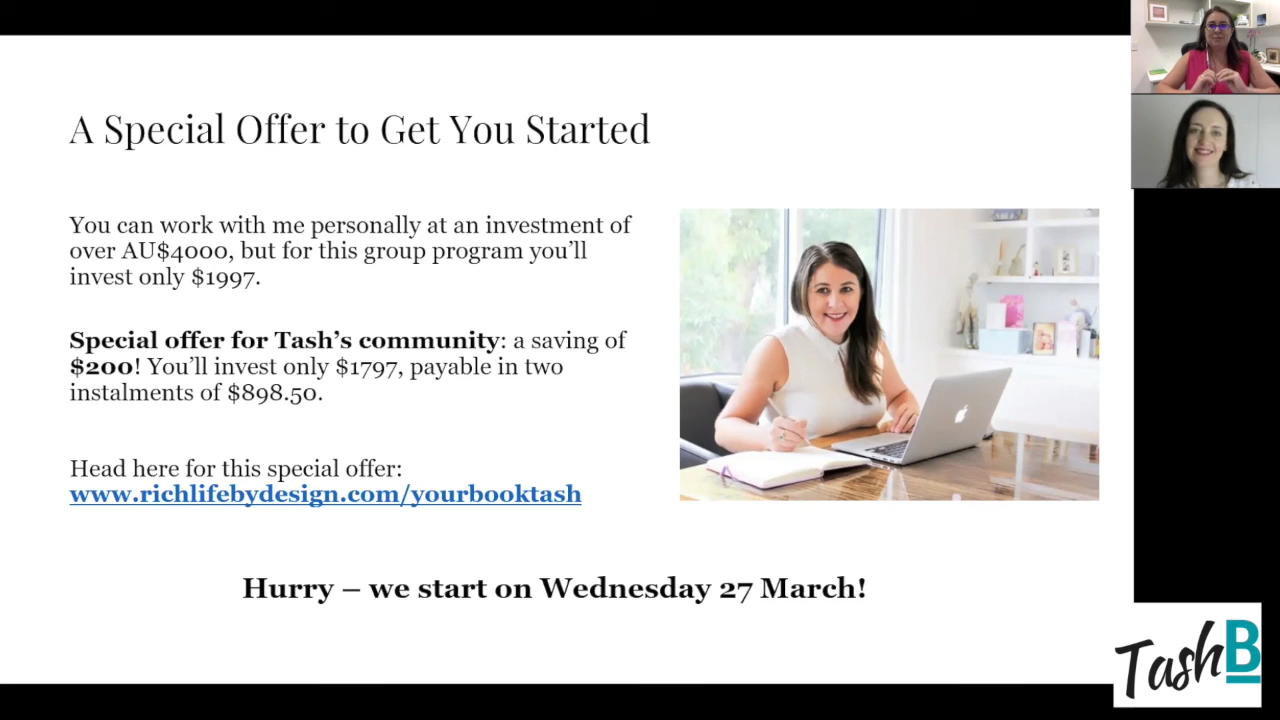 A Special Offer to Get You Started
You can work with me personally at an investment of
over AU$4000, but for this group program you'll
invest only $1997.
Special offer for Tash's community: a saving of
$200! You'll invest only $1797, payable in two
instalments of $898.50.
Head here for this special offer:
www.richlifebydesign.com/yourbooktash
Hurry – we start on Wednesday 27 March!
TashB